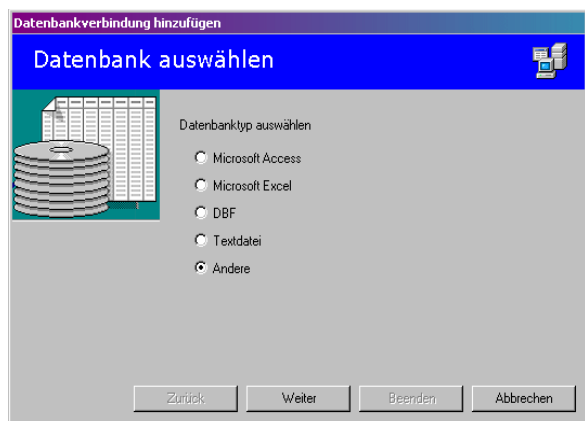 Datenbankverbindung hinzufügen
Datenbank auswählen
Datenbanktyp auswählen
Microsoft Access
Microsoft Excel
DBF
Textdatei
Andere
Zurück Weiter Beenden Abbrechen